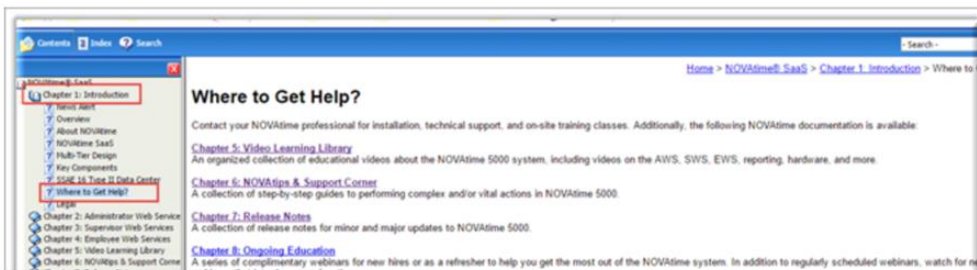 Contents Index Search
- Search -
Home > NOVAtime® SaaS > Chapter 1: Introduction > Where to
NOVAtime® SaaS
Chapter 1: Introduction
News Alert
Overview
About NOVAtime
NOVAtime SaaS
Multi-Tier Design
Key Components
SSAE 16 Type II Data Center
Where to Get Help?
Legal
Chapter 2: Administrator Web Service
Chapter 3: Supervisor Web Services
Chapter 4: Employee Web Services
Chapter 5: Video Learning Library
Chapter 6: NOVAtips & Support Corne
Where to Get Help?
Contact your NOVAtime professional for installation, technical support, and on-site training classes. Additionally, the following NOVAtime documentation is available:
Chapter 5: Video Learning Library
An organized collection of educational videos about the NOVAtime 5000 system, including videos on the AWS, SWS, EWS, reporting, hardware, and more.
Chapter 6: NOVAtips & Support Corner
A collection of step-by-step guides to performing complex and/or vital actions in NOVAtime 5000.
Chapter 7: Release Notes
A collection of release notes for minor and major updates to NOVAtime 5000.
Chapter 8: Ongoing Education
A series of complimentary webinars for new hires or as a refresher to help you get the most out of the NOVAtime system. In addition to regularly scheduled webinars, watch for